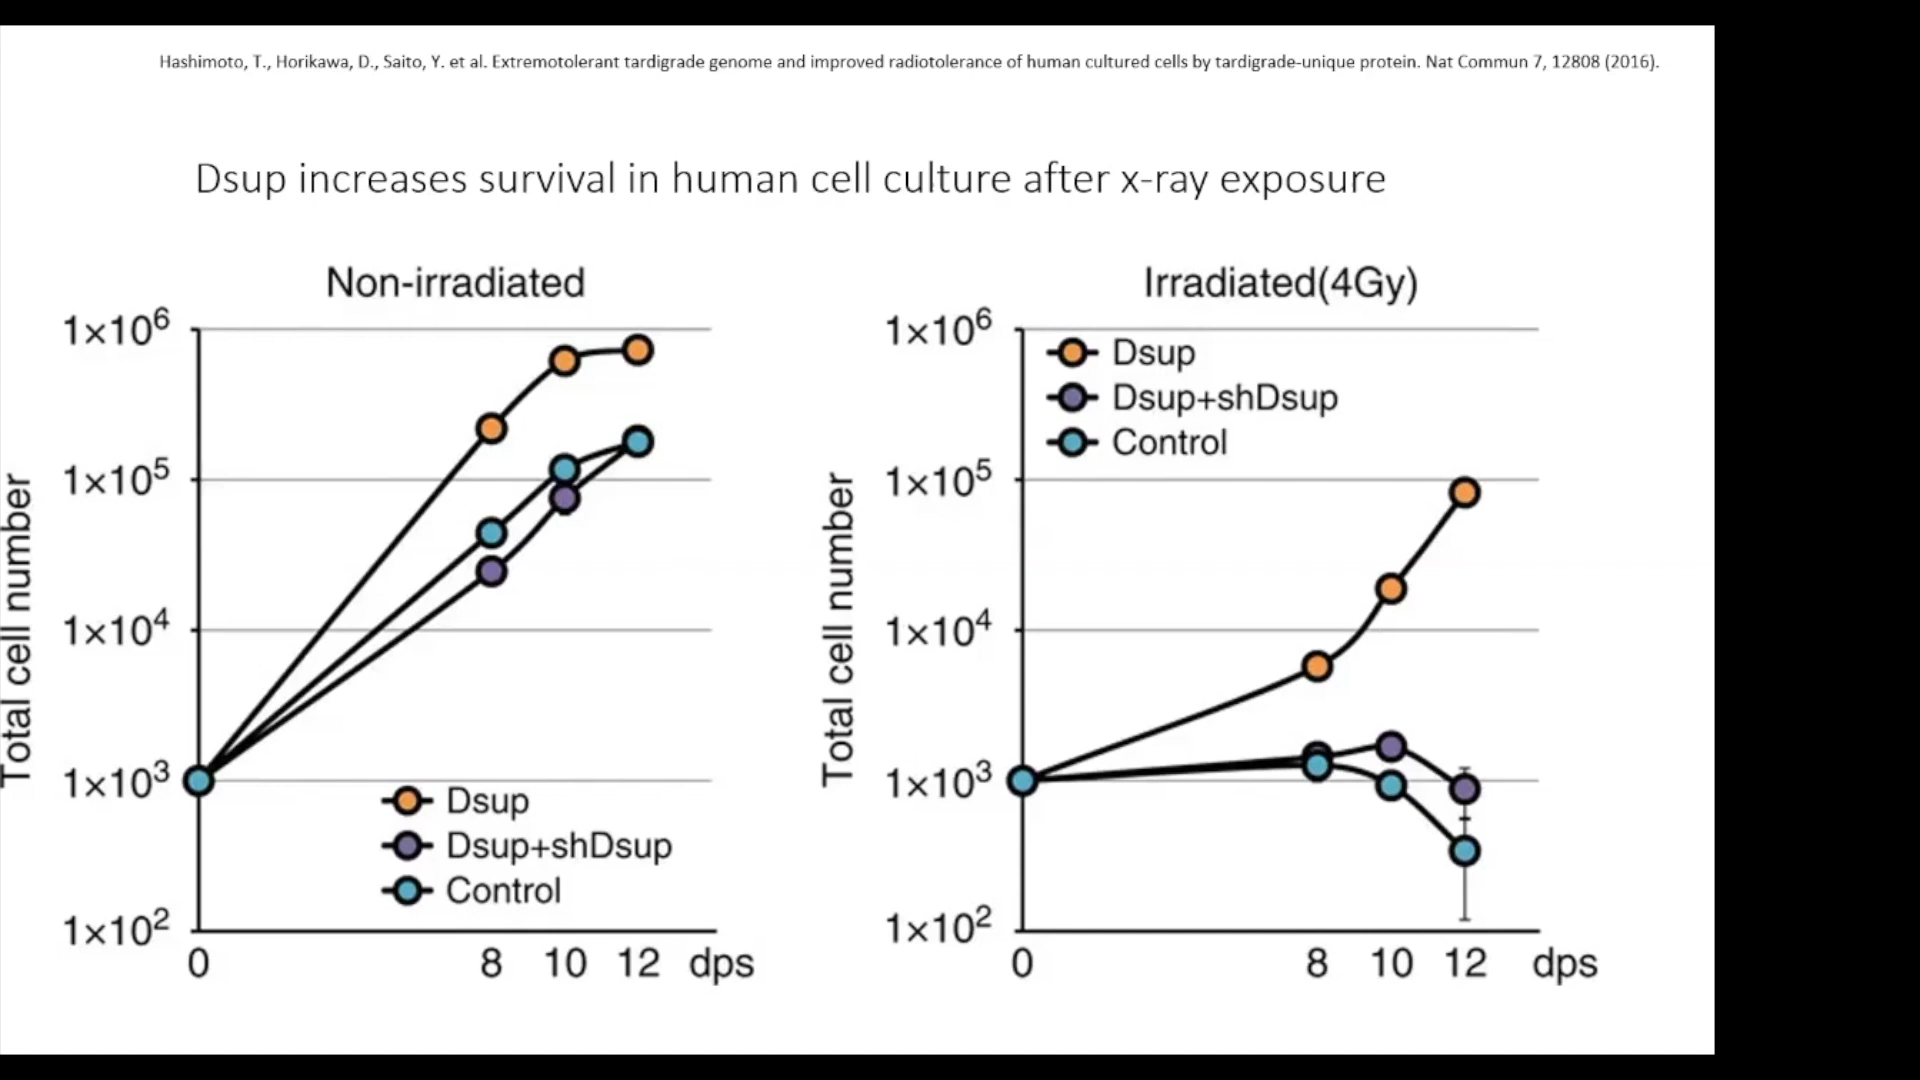 Hashimoto, T., Horikawa, D., Saito, Y. et al. Extremotolerant tardigrade genome and improved radiotolerance of human cultured cells by tardigrade-unique protein. Nat Commun 7, 12808 (2016).
Dsup increases survival in human cell culture after x-ray exposure
Non-irradiated
Total cell number
1×10⁶
1×10⁵
1×10⁴
1×10³
1×10²
Dsup
Dsup+shDsup
Control
0 8 10 12 dps
Irradiated(4Gy)
Total cell number
1×10⁶
1×10⁵
1×10⁴
1×10³
1×10²
Dsup
Dsup+shDsup
Control
0 8 10 12 dps